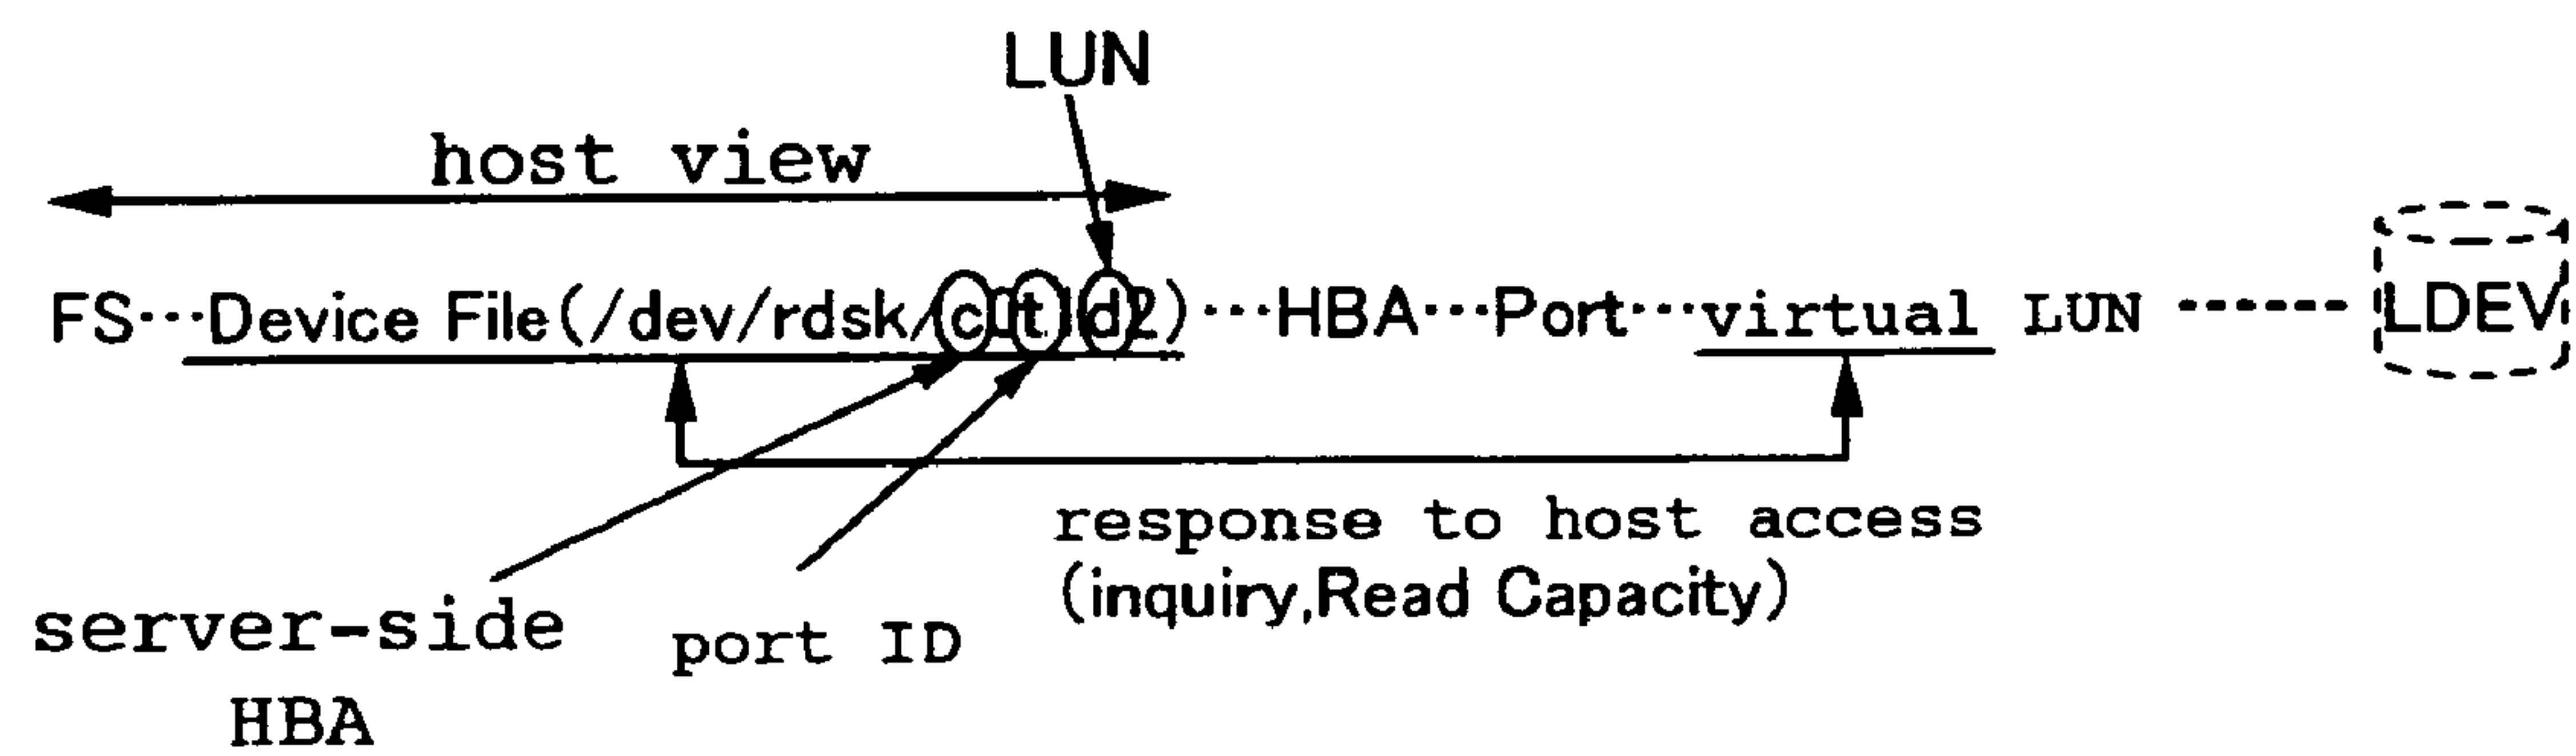 LUN
host view
FS···Device File(/dev/rdsk/c0t1d2)···HBA···Port···virtual LUN ------ LDEV
response to host access
(inquiry,Read Capacity)
server-side
HBA
port ID